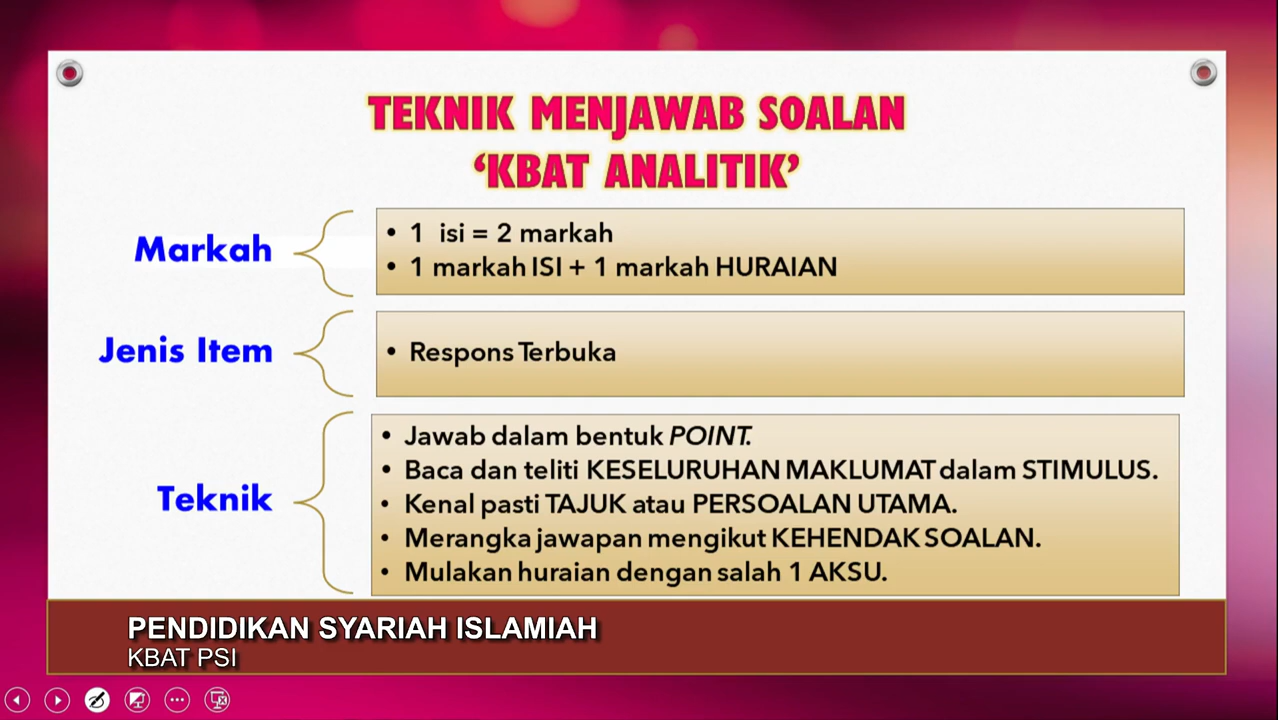 TEKNIK MENJAWAB SOALAN
‘KBAT ANALITIK’
Markah
• 1 isi = 2 markah
• 1 markah ISI + 1 markah HURAIAN
Jenis Item
• Respons Terbuka
Teknik
• Jawab dalam bentuk POINT.
• Baca dan teliti KESELURUHAN MAKLUMAT dalam STIMULUS.
• Kenal pasti TAJUK atau PERSOALAN UTAMA.
• Merangka jawapan mengikut KEHENDAK SOALAN.
• Mulakan huraian dengan salah 1 AKSU.
PENDIDIKAN SYARIAH ISLAMIAH
KBAT PSI